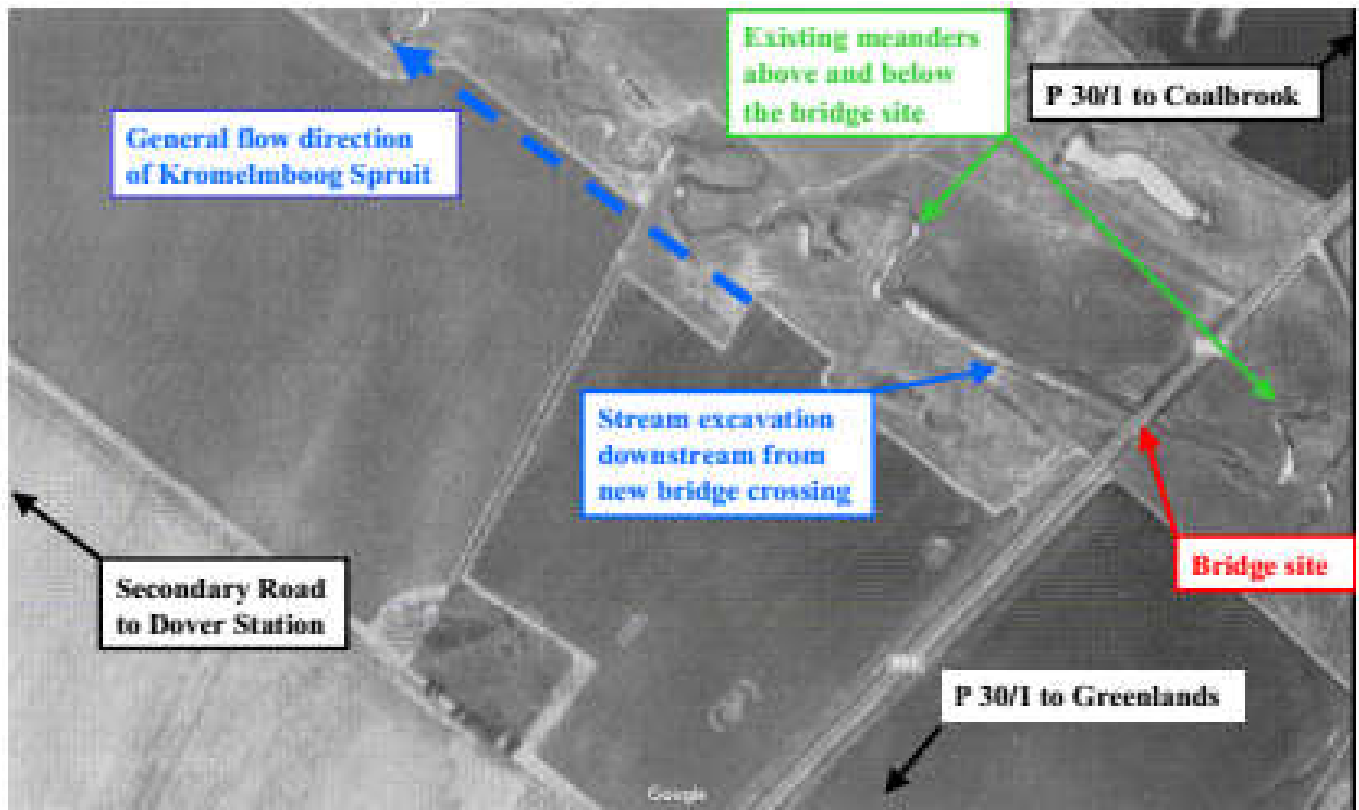 Existing meanders
above and below
the bridge site
P 30/1 to Coalbrook
General flow direction
of Kromelmboog Spruit
Stream excavation
downstream from
new bridge crossing
Bridge site
Secondary Road
to Dover Station
P 30/1 to Greenlands
Google